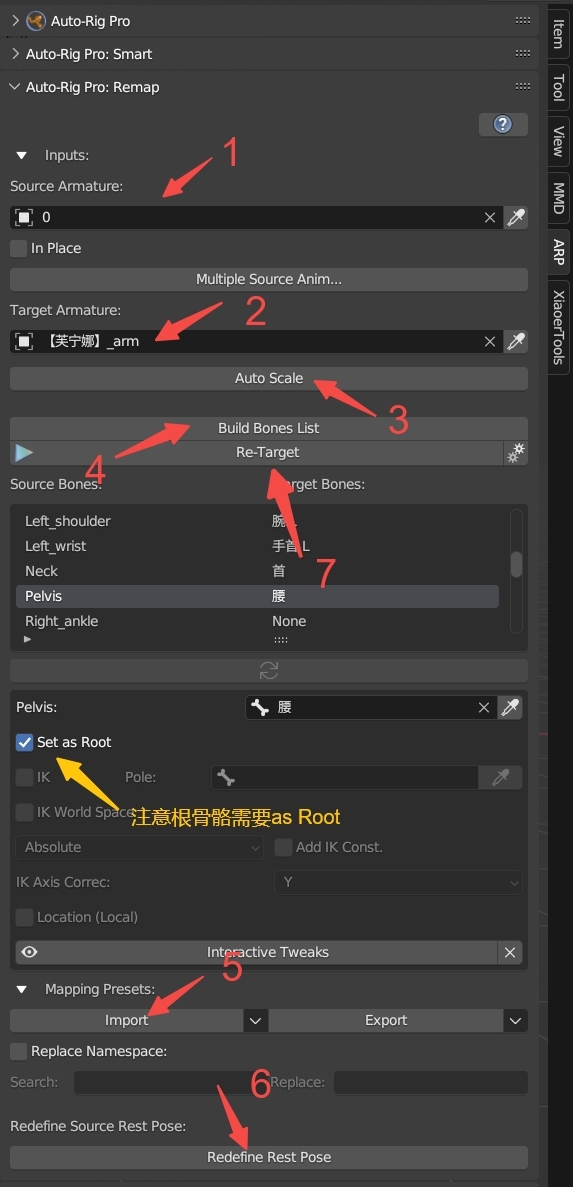 Auto-Rig Pro
Auto-Rig Pro: Smart
Auto-Rig Pro: Remap
?
Inputs:
1
Source Armature:
0
In Place
Multiple Source Anim...
Target Armature:
2
【芙宁娜】_arm
Auto Scale
3
Build Bones List
4
Re-Target
Source Bones: rget Bones:
Left_shoulder 腕.L
Left_wrist 手首.L
7
Neck 首
Pelvis 腰
Right_ankle None
Pelvis: 腰
Set as Root
IK Pole:
IK World Space
注意根骨骼需要as Root
Absolute Add IK Const.
IK Axis Correc: Y
Location (Local)
Interactive Tweaks
5
Mapping Presets:
Import Export
Replace Namespace:
Search: Replace:
6
Redefine Source Rest Pose:
Redefine Rest Pose
Item
Tool
View
MMD
ARP
XiaoerTools